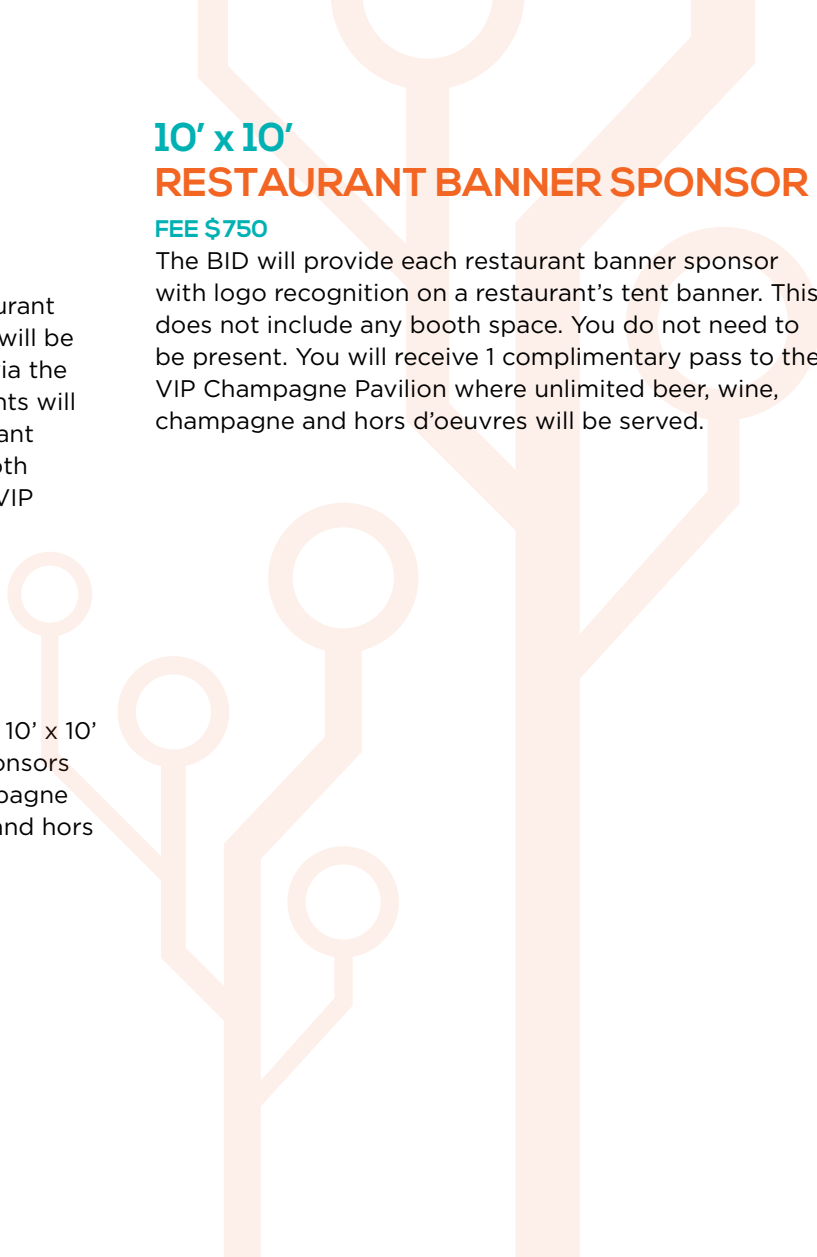 urant
will be
ia the
nts will
ant
oth
VIP
10’ x 10’
onsors
pagne
and hors
10’ x 10’
RESTAURANT BANNER SPONSOR
FEE $750
The BID will provide each restaurant banner sponsor
with logo recognition on a restaurant’s tent banner. This
does not include any booth space. You do not need to
be present. You will receive 1 complimentary pass to the
VIP Champagne Pavilion where unlimited beer, wine,
champagne and hors d’oeuvres will be served.